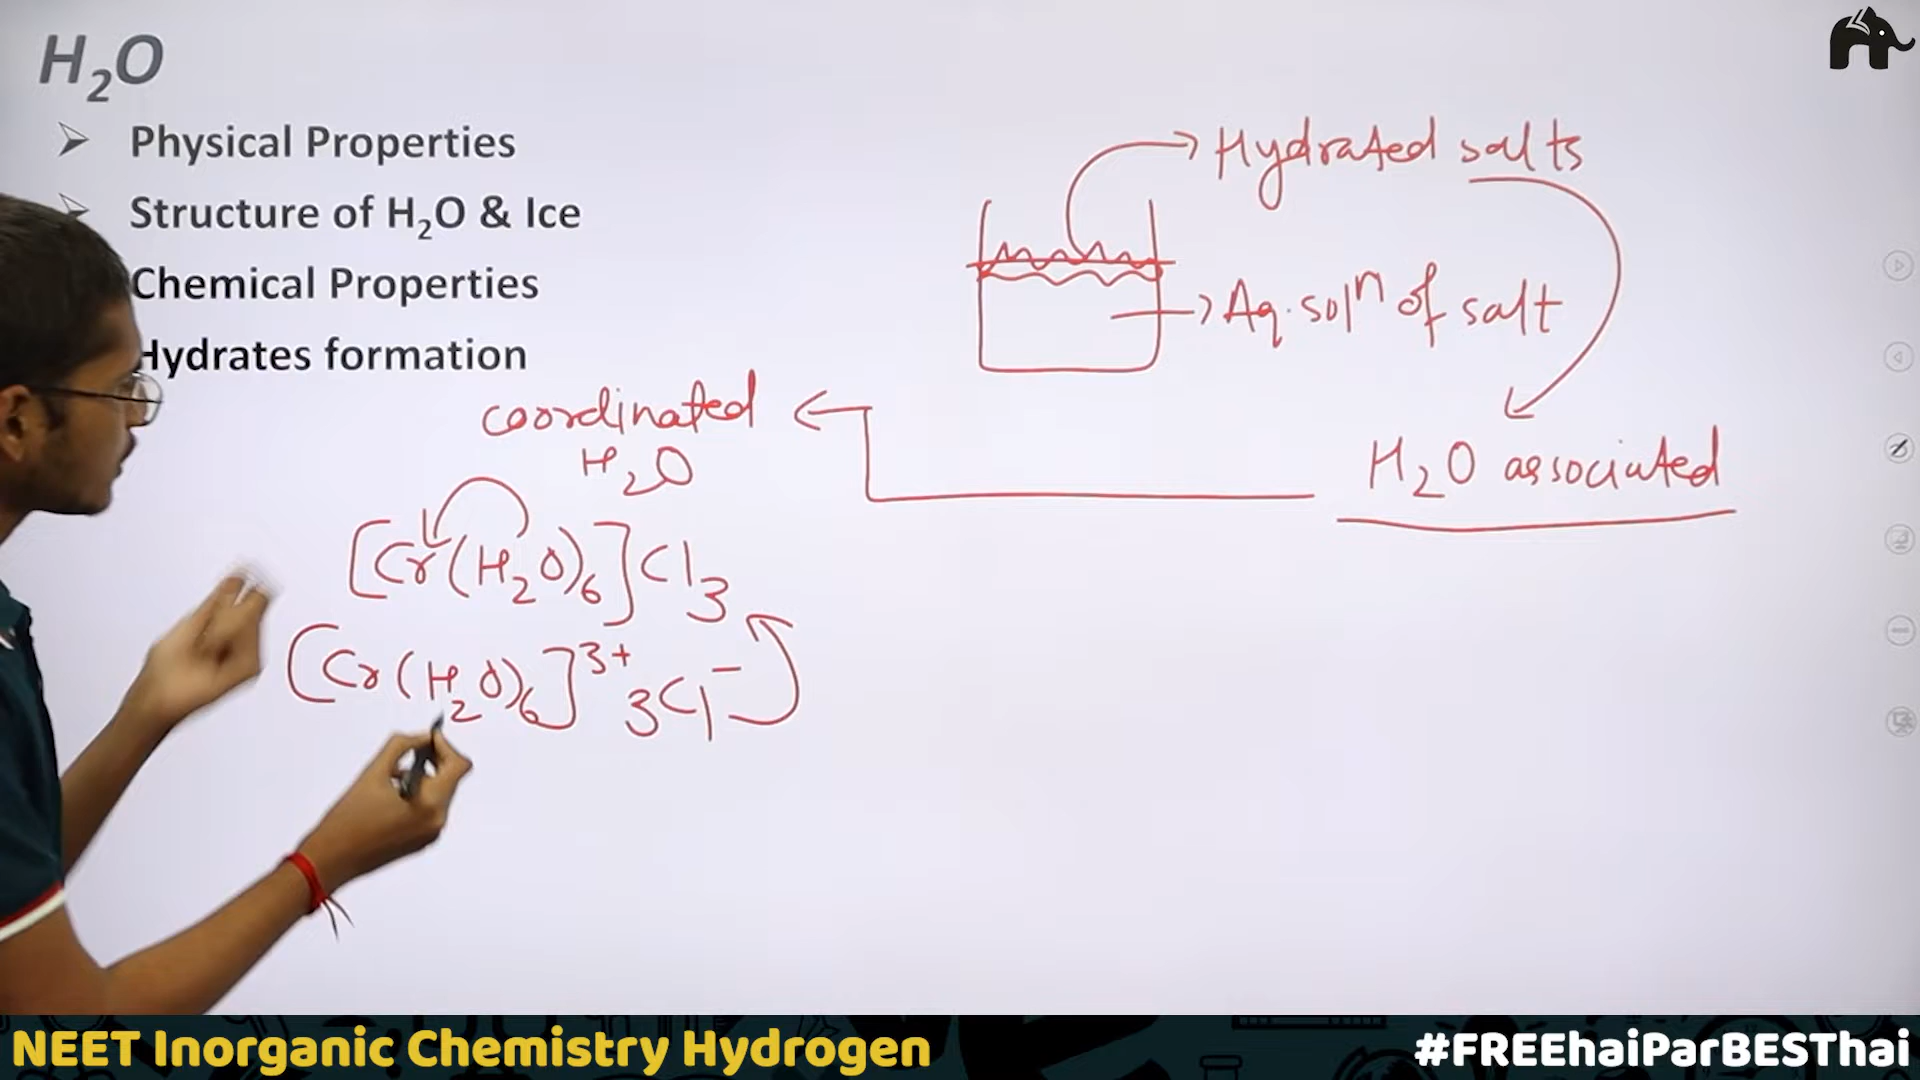 H₂O
Physical Properties
Structure of H₂O & Ice
Chemical Properties
Hydrates formation
Hydrated salts
Aq. solⁿ of salt
H₂O associated
coordinated
H₂O
[Cr(H₂O)₆]Cl₃
[Cr(H₂O)₆]³⁺ 3Cl⁻
NEET Inorganic Chemistry Hydrogen
#FREEhaiParBESThai